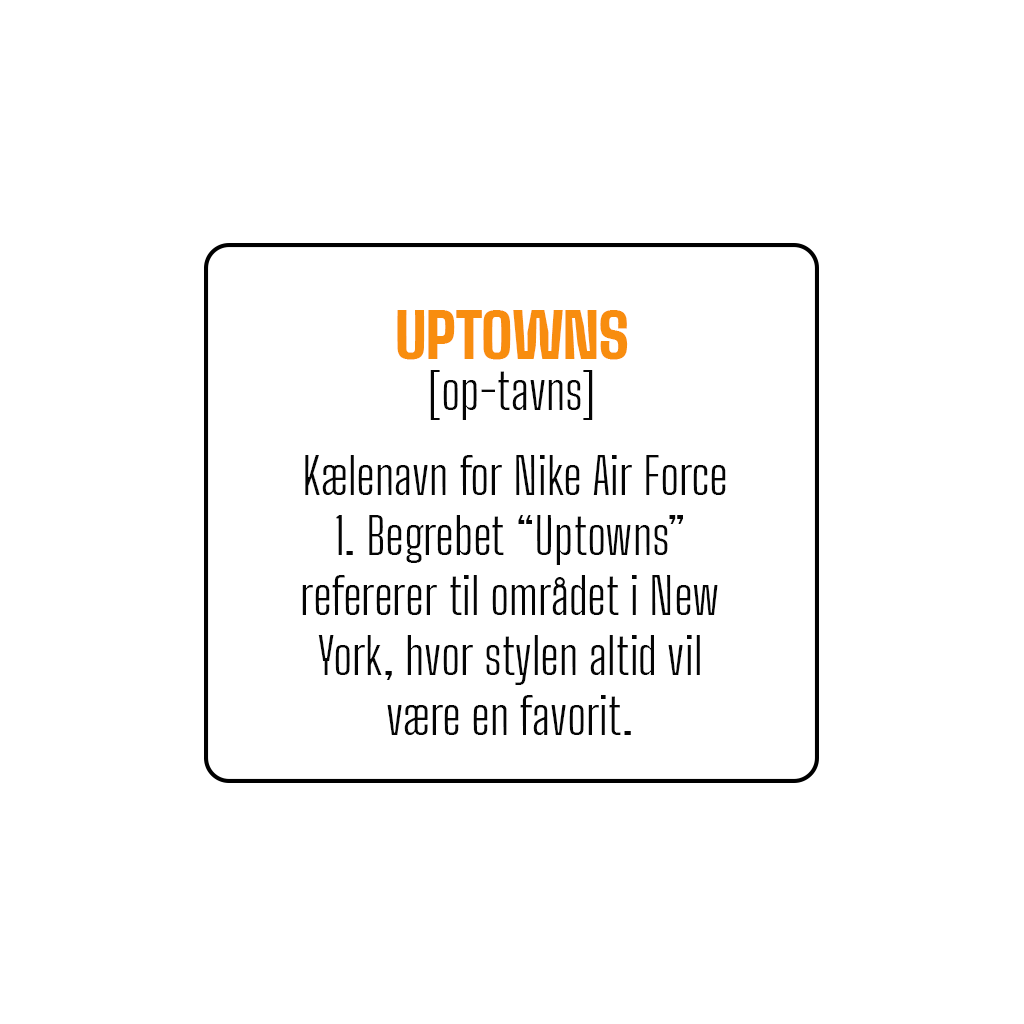 UPTOWNS
[op-tavns]
Kælenavn for Nike Air Force
1. Begrebet “Uptowns”
refererer til området i New
York, hvor stylen altid vil
være en favorit.